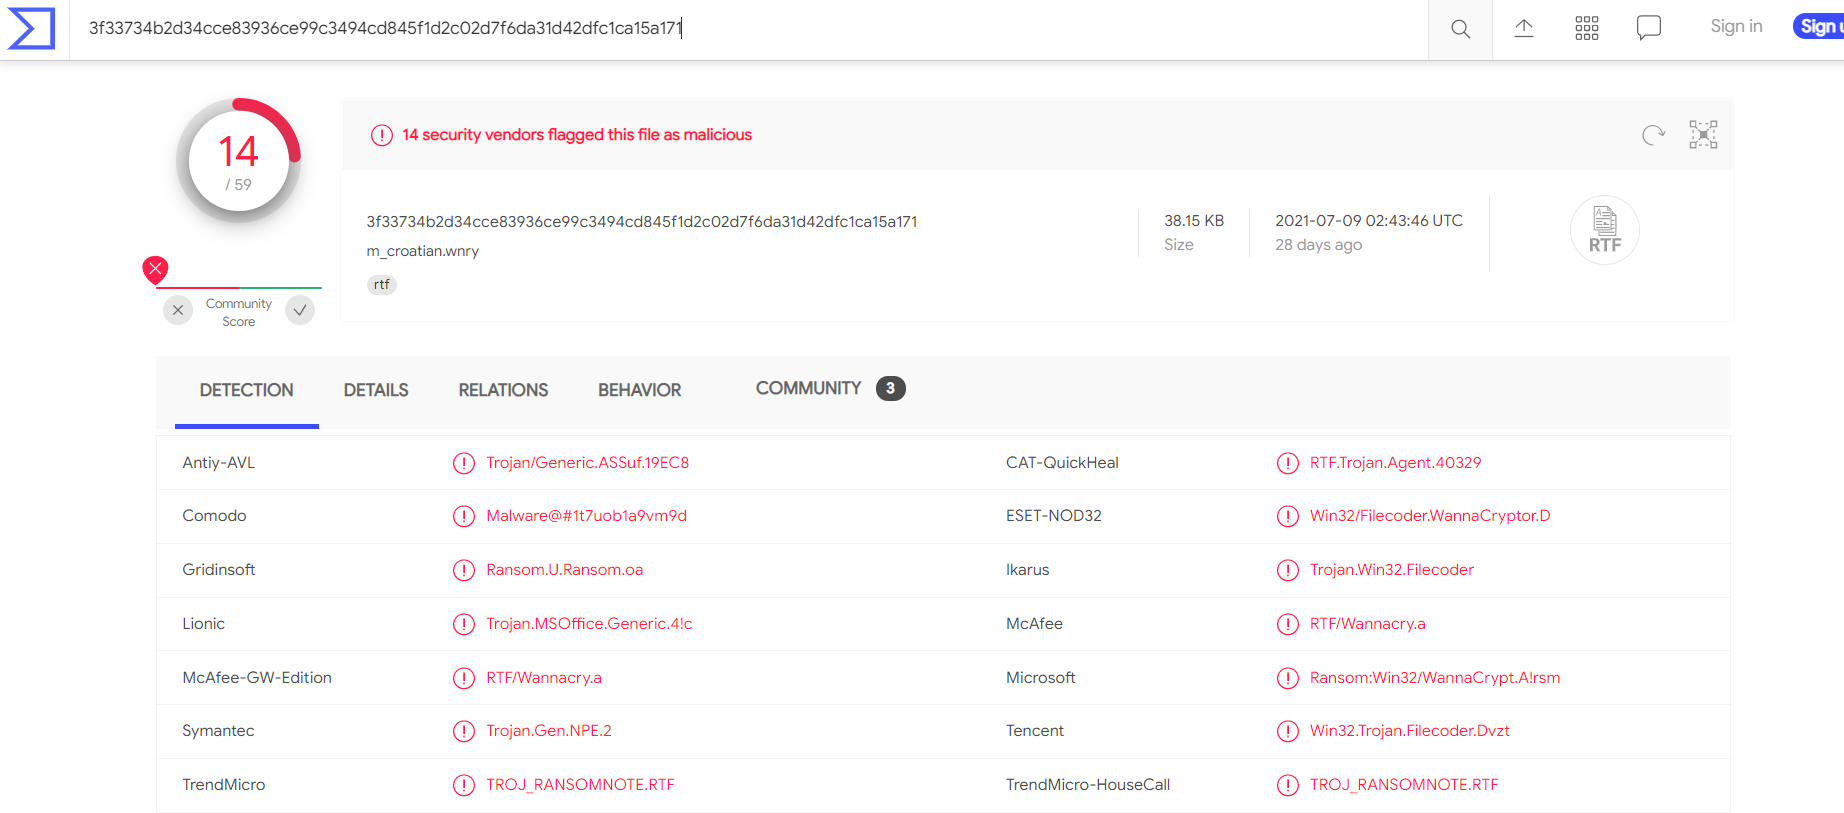 3f33734b2d34cce83936ce99c3494cd845f1d2c02d7f6da31d42dfc1ca15a171
Sign in
Sign u
14
/ 59
14 security vendors flagged this file as malicious
3f33734b2d34cce83936ce99c3494cd845f1d2c02d7f6da31d42dfc1ca15a171
m_croatian.wnry
rtf
38.15 KB
Size
2021-07-09 02:43:46 UTC
28 days ago
RTF
Community
Score
DETECTION DETAILS RELATIONS BEHAVIOR COMMUNITY 3
Antiy-AVL Trojan/Generic.ASSuf.19EC8 CAT-QuickHeal RTF.Trojan.Agent.40329
Comodo Malware@#1t7uob1a9vm9d ESET-NOD32 Win32/Filecoder.WannaCryptor.D
Gridinsoft Ransom.U.Ransom.oa Ikarus Trojan.Win32.Filecoder
Lionic Trojan.MSOffice.Generic.4!c McAfee RTF/Wannacry.a
McAfee-GW-Edition RTF/Wannacry.a Microsoft Ransom:Win32/WannaCrypt.A!rsm
Symantec Trojan.Gen.NPE.2 Tencent Win32.Trojan.Filecoder.Dvzt
TrendMicro TROJ_RANSOMNOTE.RTF TrendMicro-HouseCall TROJ_RANSOMNOTE.RTF